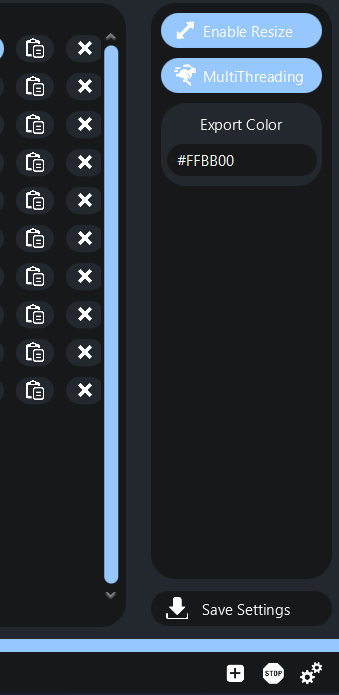 Enable Resize
MultiThreading
Export Color
#FFBB00
Save Settings
STOP